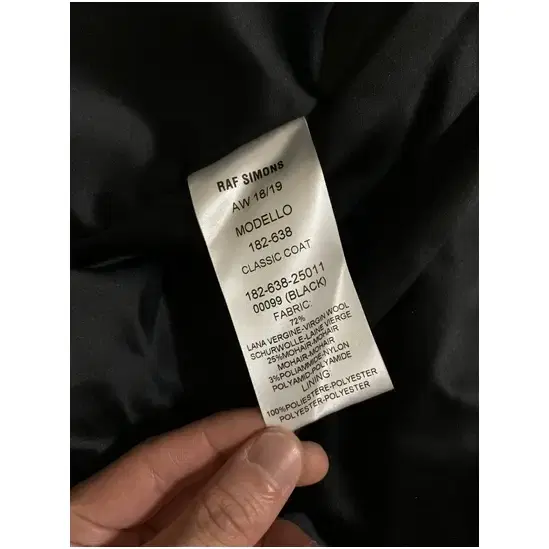 RAF SIMONS
AW 18/19
MODELLO
182-638
CLASSIC COAT
182-638-25011
00099 (BLACK)
FABRIC:
72%
LANA VERGINE-VIRGIN WOOL
SCHURWOLLE-LAINE VIERGE
25%MOHAIR-MOHAIR
MOHAIR-MOHAIR
3%POLIAMMIDE-NYLON
POLYAMID-POLYAMIDE
LINING
100%POLIESTERE-POLYESTER
POLYESTER-POLYESTER